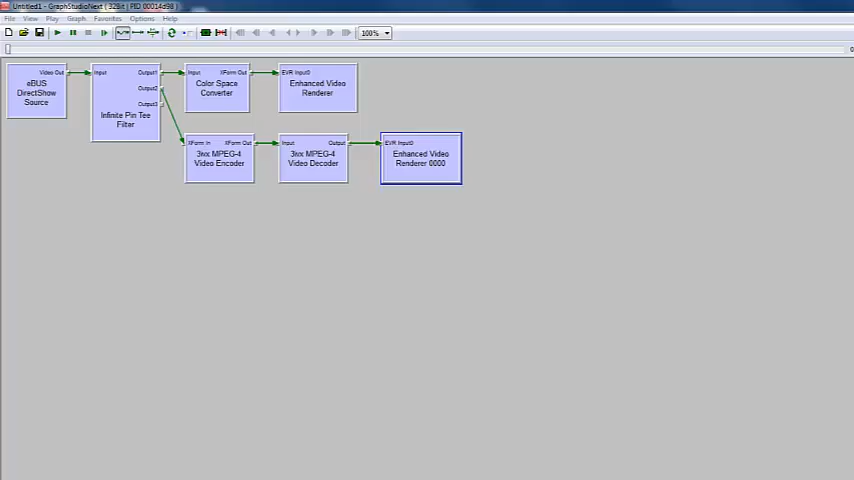 Untitled1 - GraphStudioNext ( 32Bit ) PID 00014d98 )
File View Play Graph Favorites Options Help
100%
0
Video Out
eBUS
DirectShow
Source
Input
Output1
Output2
Output3
Infinite Pin Tee
Filter
Input
XForm Out
Color Space
Converter
EVR Input0
Enhanced Video
Renderer
XForm In
XForm Out
3ivx MPEG-4
Video Encoder
Input
Output
3ivx MPEG-4
Video Decoder
EVR Input0
Enhanced Video
Renderer 0000